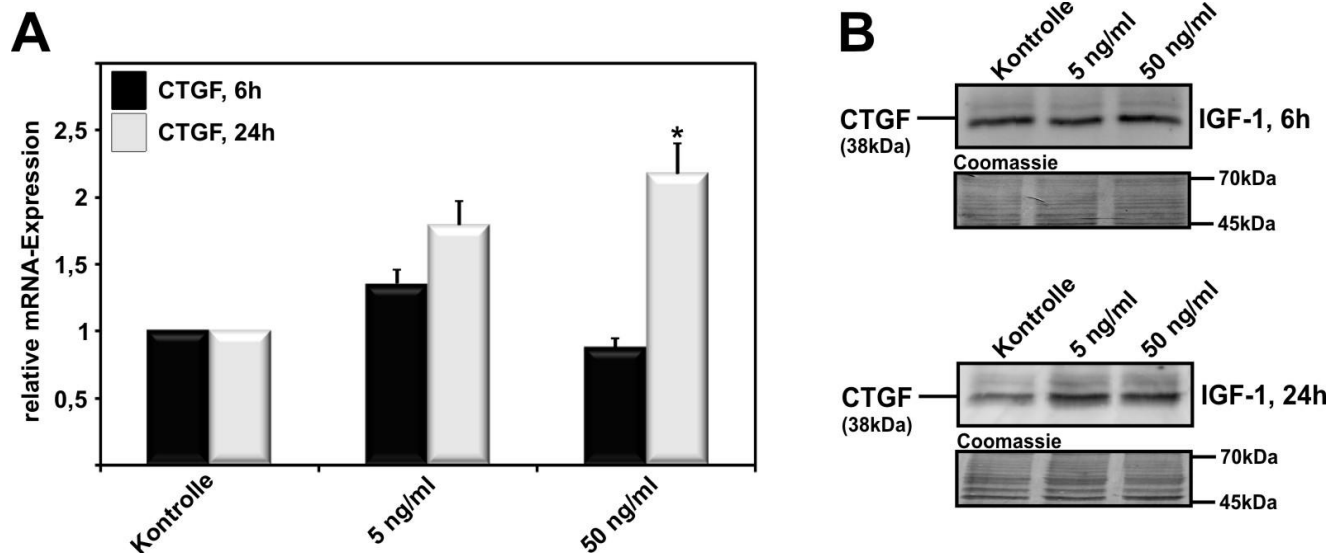 A
relative mRNA-Expression
2,5
2
1,5
1
0,5
CTGF, 6h
CTGF, 24h
*
Kontrolle
5 ng/ml
50 ng/ml
B
Kontrolle
5 ng/ml
50 ng/ml
CTGF
(38kDa)
IGF-1, 6h
Coomassie
70kDa
45kDa
Kontrolle
5 ng/ml
50 ng/ml
CTGF
(38kDa)
IGF-1, 24h
Coomassie
70kDa
45kDa